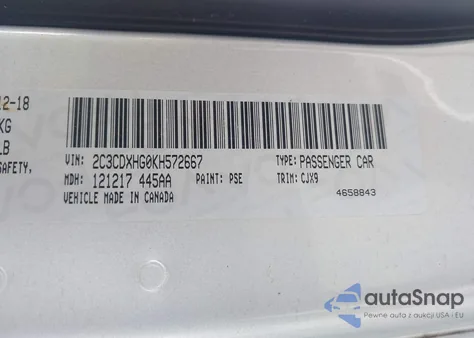 12-18
KG
LB
SAFETY,
VIN: 2C3CDXHG0KH572667 TYPE: PASSENGER CAR
MDH: 121217 445AA PAINT: PSE TRIM: CJX9
VEHICLE MADE IN CANADA 4658843
autoSnap
Pewne auta z aukcji USA i EU